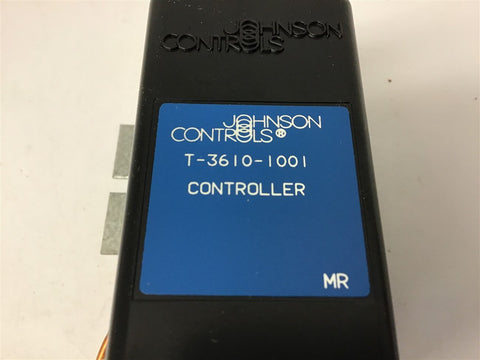 JOHNSON
CONTROLS
JOHNSON
CONTROLS®
T-3610-1001
CONTROLLER
MR